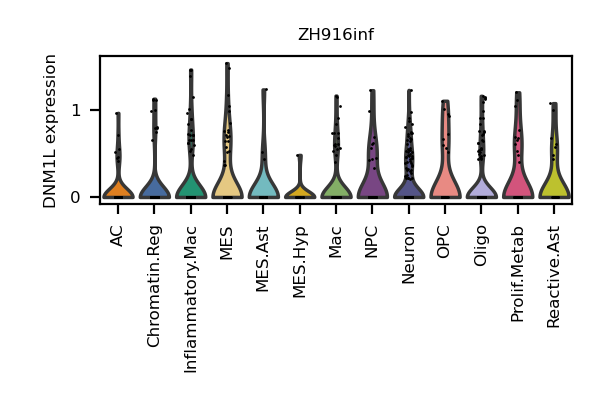 ZH916inf
DNM1L expression
1
0
AC
Chromatin.Reg
Inflammatory.Mac
MES
MES.Ast
MES.Hyp
Mac
NPC
Neuron
OPC
Oligo
Prolif.Metab
Reactive.Ast